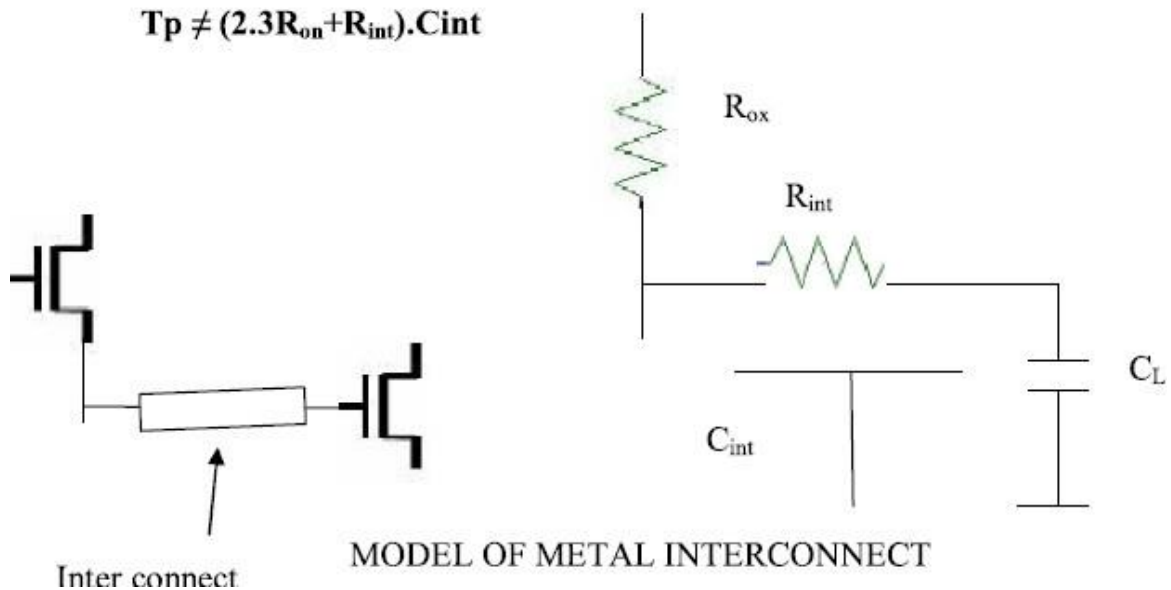 Tp ≠ (2.3Ron+Rint).Cint
Rox
Rint
CL
Cint
MODEL OF METAL INTERCONNECT
Inter connect